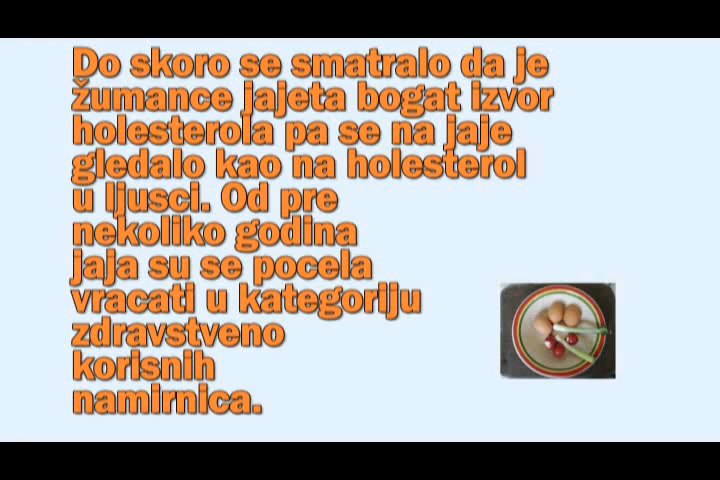 Do skoro se smatralo da je
žumance jajeta bogat izvor
holesterola pa se na jaje
gledalo kao na holesterol
u ljusci. Od pre
nekoliko godina
jaja su se pocela
vracati u kategoriju
zdravstveno
korisnih
namirnica.